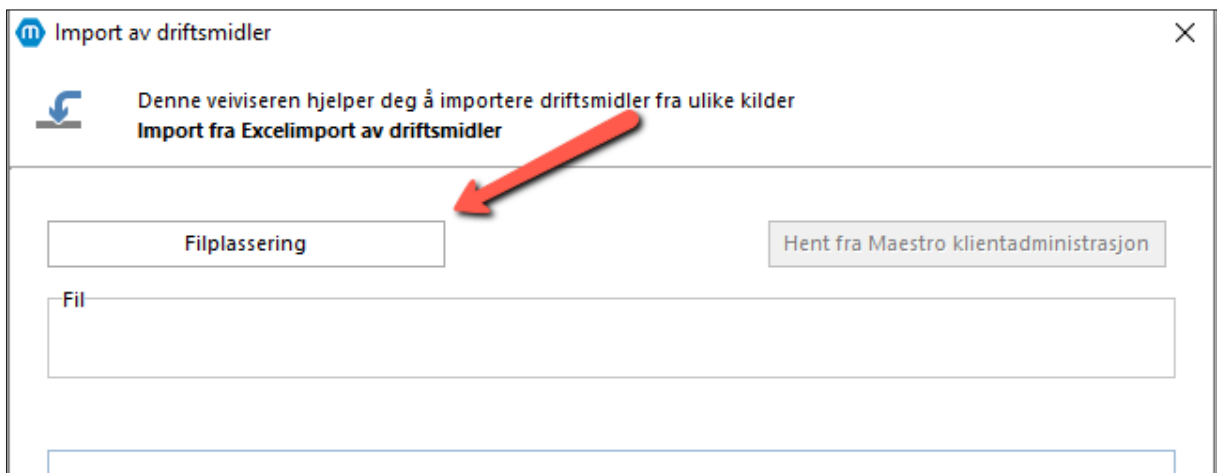 Import av driftsmidler
Denne veiviseren hjelper deg å importere driftsmidler fra ulike kilder
Import fra Excelimport av driftsmidler
Filplassering
Hent fra Maestro klientadministrasjon
Fil